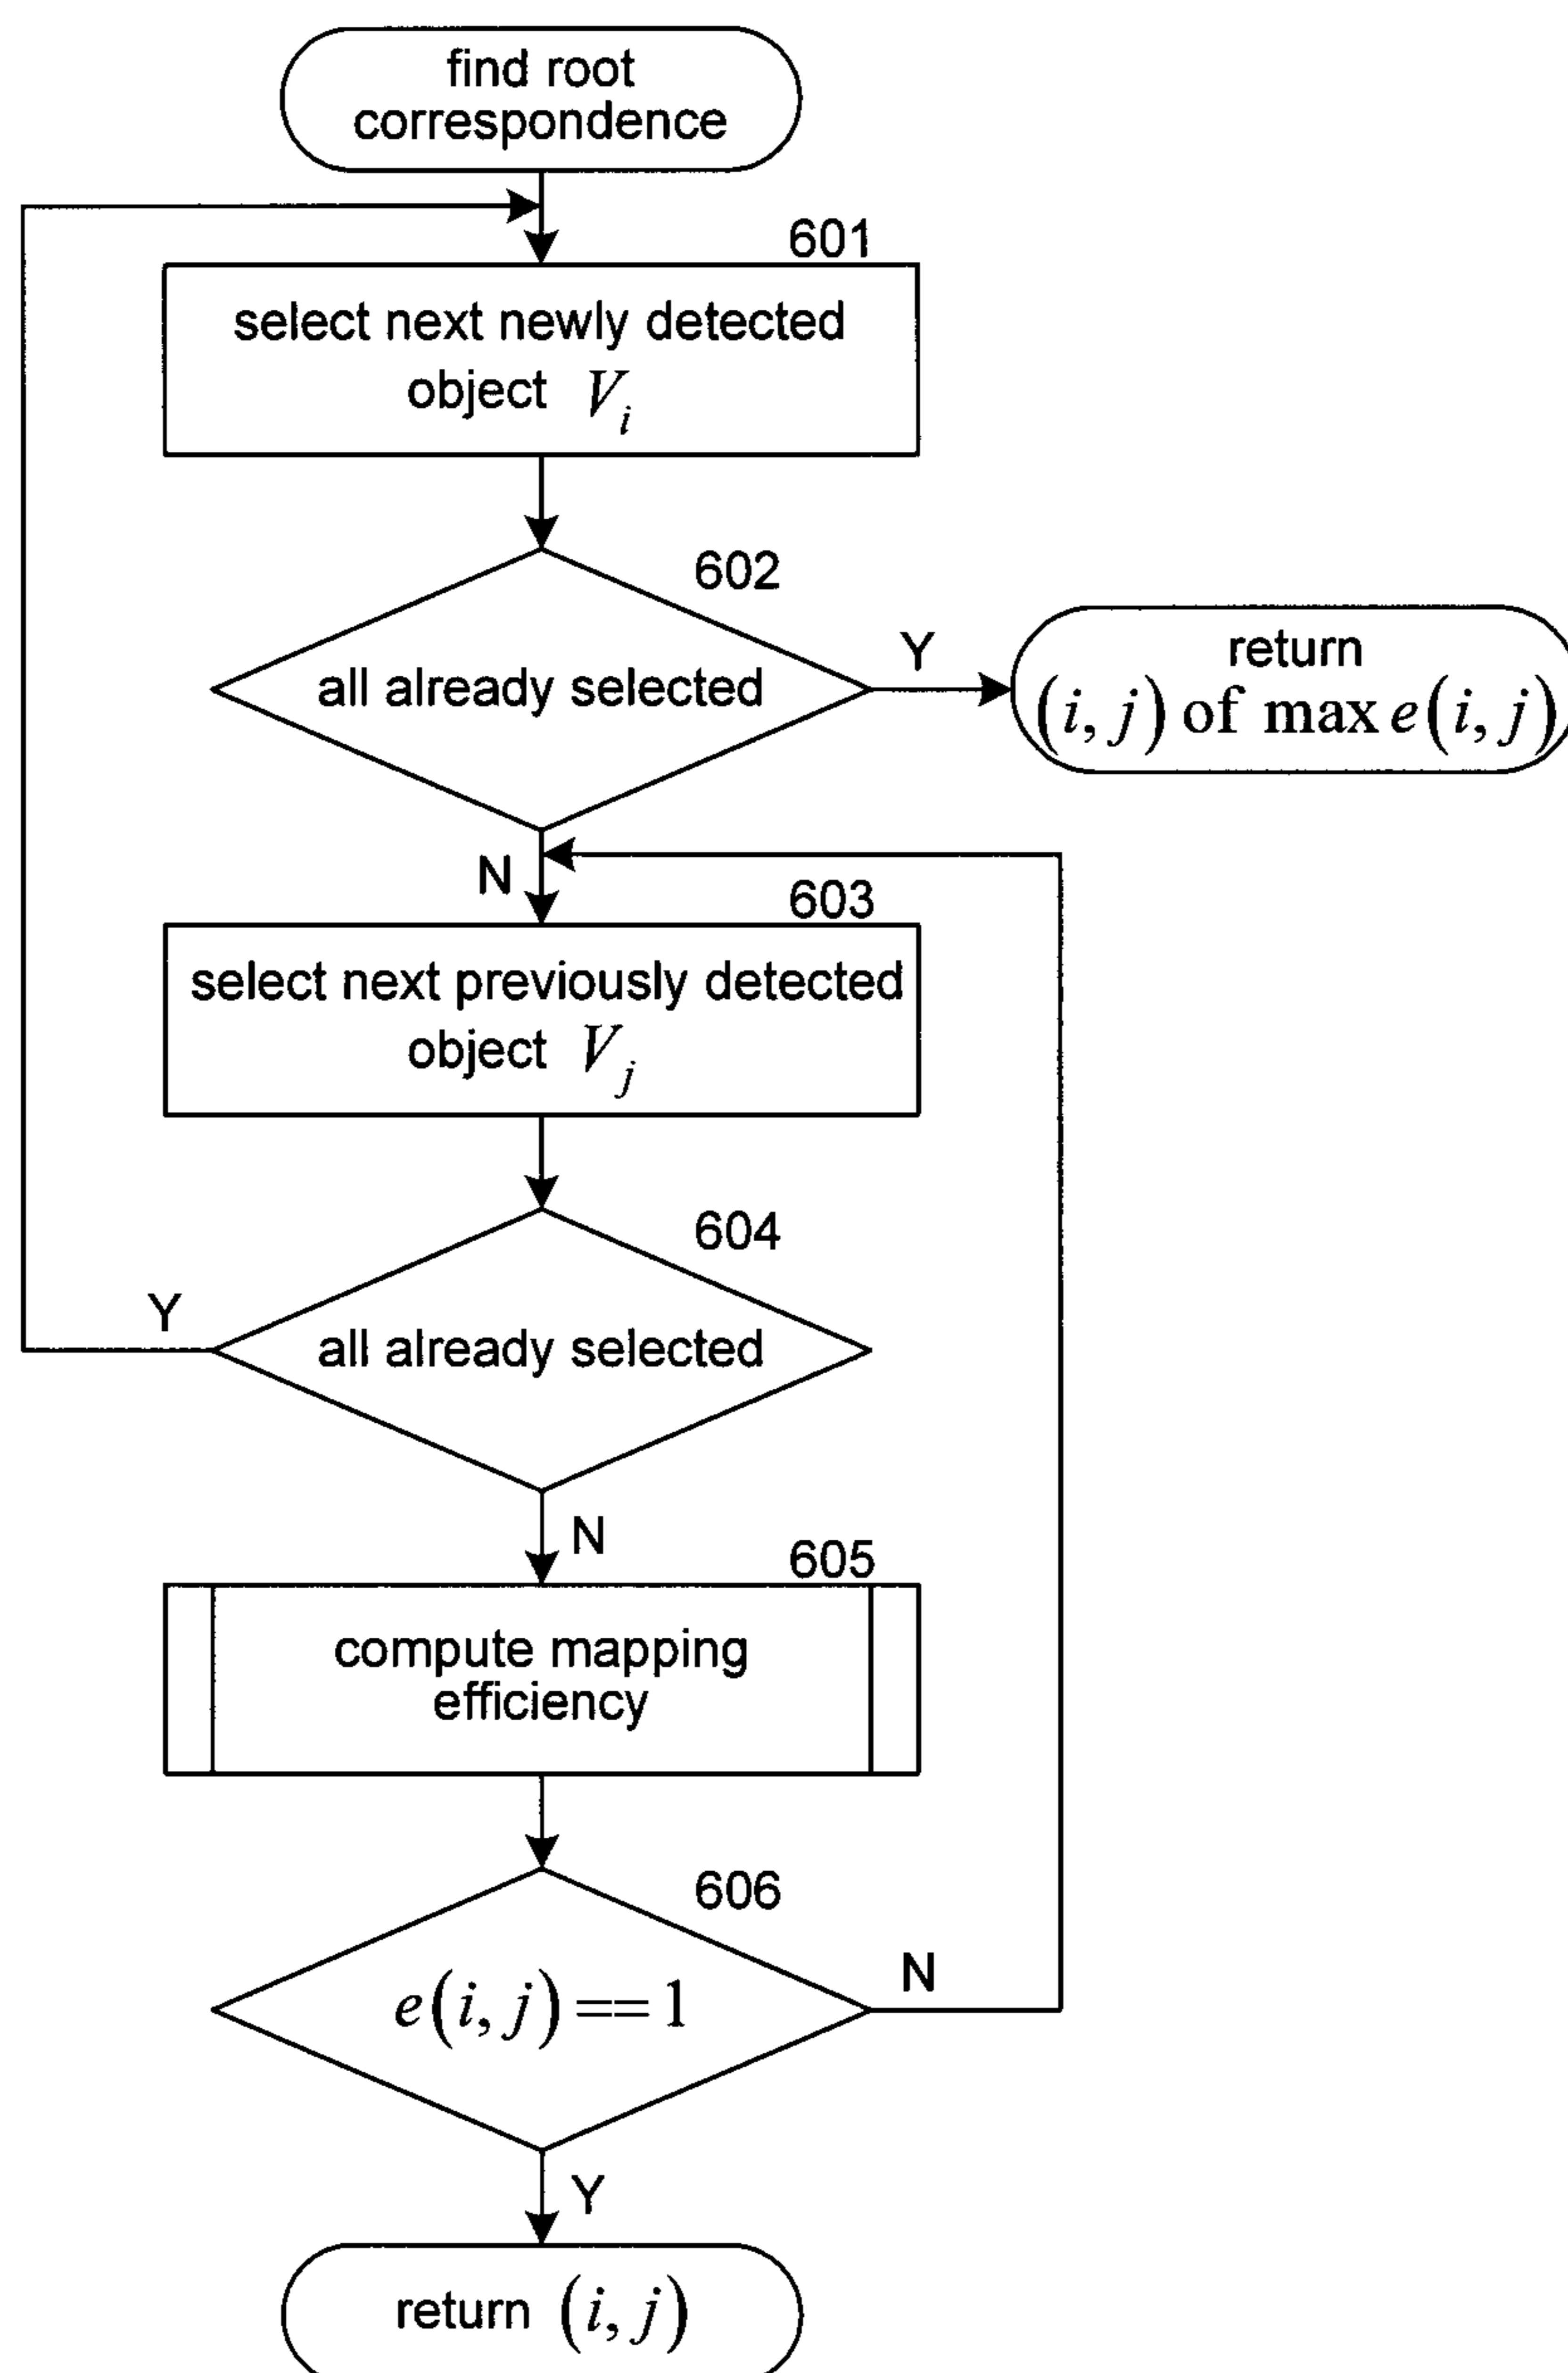 find root
correspondence
601
select next newly detected
object V_i
602
all already selected
Y
return
(i, j) of max e(i, j)
N
603
select next previously detected
object V_j
604
all already selected
Y
N
605
compute mapping
efficiency
606
e(i, j)==1
N
Y
return (i, j)